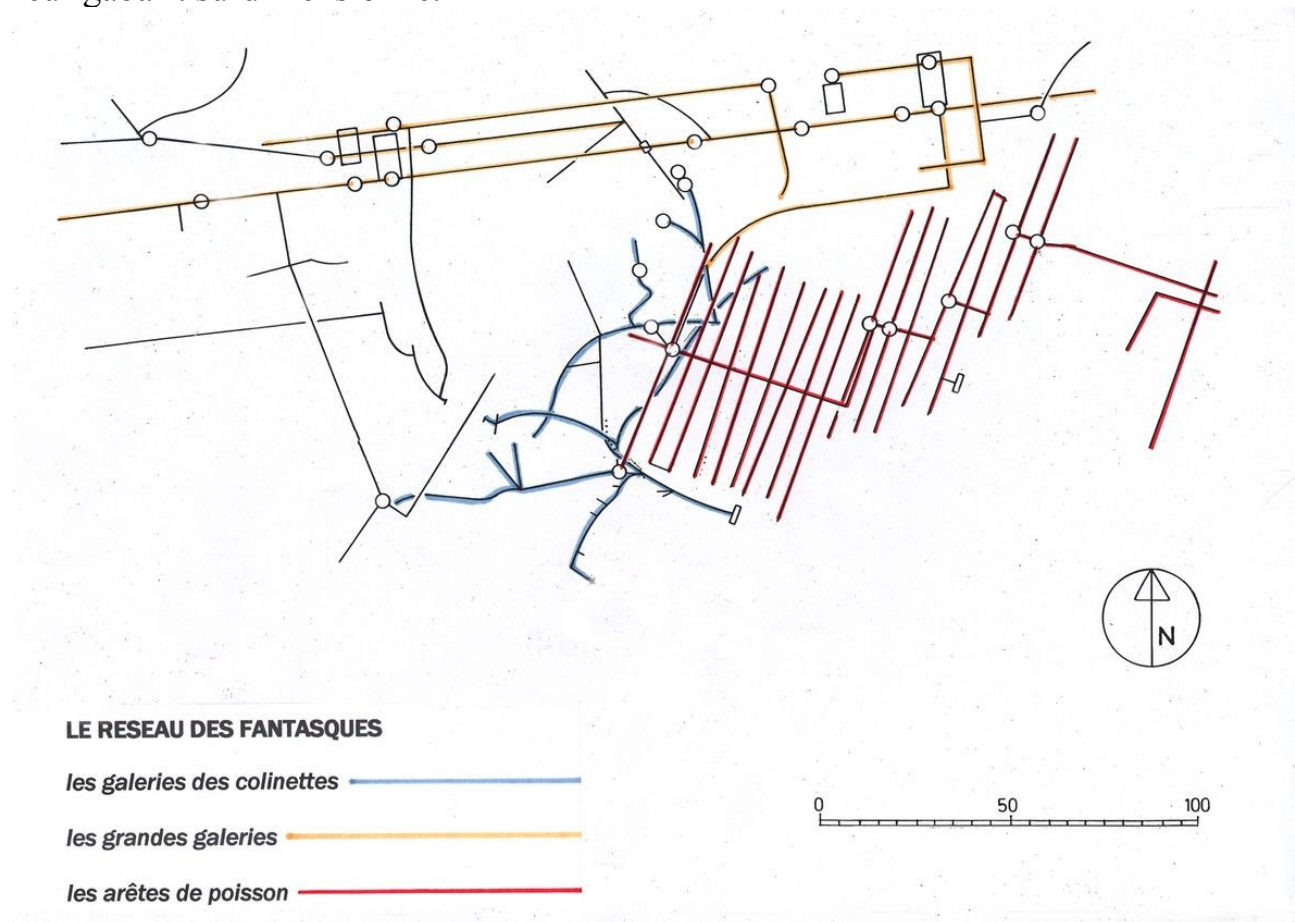 N
LE RESEAU DES FANTASQUES
les galeries des colinettes
les grandes galeries
les arêtes de poisson
0 50 100